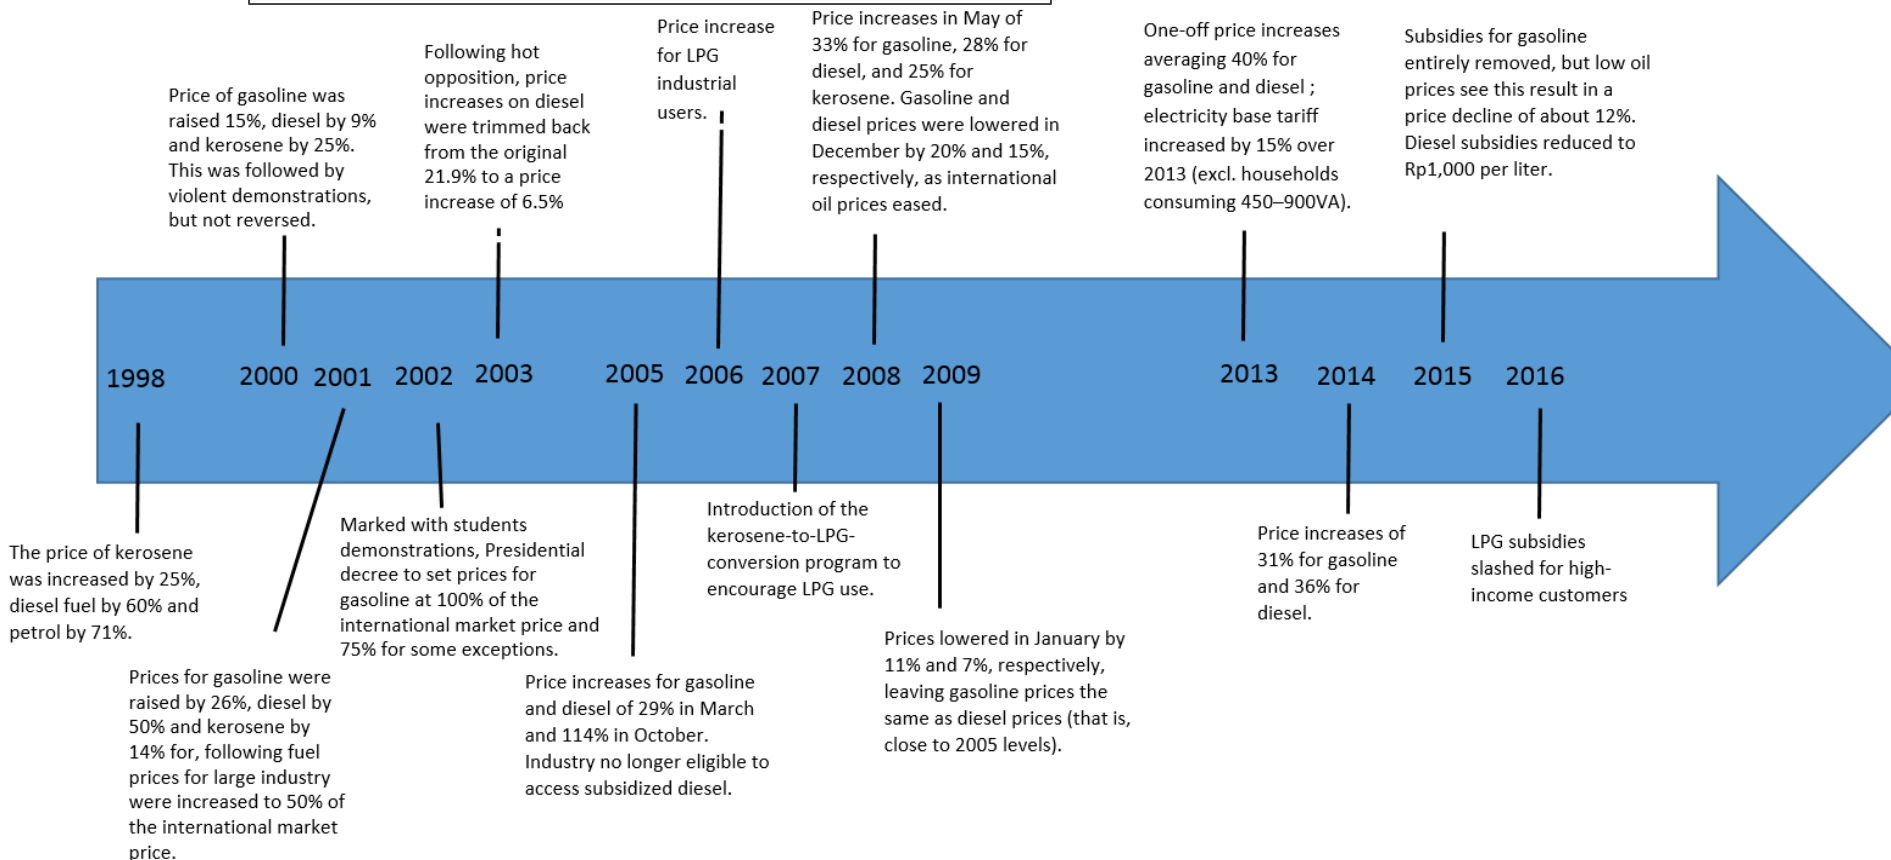 Price of gasoline was
raised 15%, diesel by 9%
and kerosene by 25%.
This was followed by
violent demonstrations,
but not reversed.
Following hot
opposition, price
increases on diesel
were trimmed back
from the original
21.9% to a price
increase of 6.5%
Price increase
for LPG
industrial
users.
Price increases in May of
33% for gasoline, 28% for
diesel, and 25% for
kerosene. Gasoline and
diesel prices were lowered in
December by 20% and 15%,
respectively, as international
oil prices eased.
One-off price increases
averaging 40% for
gasoline and diesel ;
electricity base tariff
increased by 15% over
2013 (excl. households
consuming 450–900VA).
Subsidies for gasoline
entirely removed, but low oil
prices see this result in a
price decline of about 12%.
Diesel subsidies reduced to
Rp1,000 per liter.
1998 2000 2001 2002 2003 2005 2006 2007 2008 2009 2013 2014 2015 2016
The price of kerosene
was increased by 25%,
diesel fuel by 60% and
petrol by 71%.
Prices for gasoline were
raised by 26%, diesel by
50% and kerosene by
14% for, following fuel
prices for large industry
were increased to 50% of
the international market
price.
Marked with students
demonstrations, Presidential
decree to set prices for
gasoline at 100% of the
international market price and
75% for some exceptions.
Price increases for gasoline
and diesel of 29% in March
and 114% in October.
Industry no longer eligible to
access subsidized diesel.
Introduction of the
kerosene-to-LPG-
conversion program to
encourage LPG use.
Prices lowered in January by
11% and 7%, respectively,
leaving gasoline prices the
same as diesel prices (that is,
close to 2005 levels).
Price increases of
31% for gasoline
and 36% for
diesel.
LPG subsidies
slashed for high-
income customers